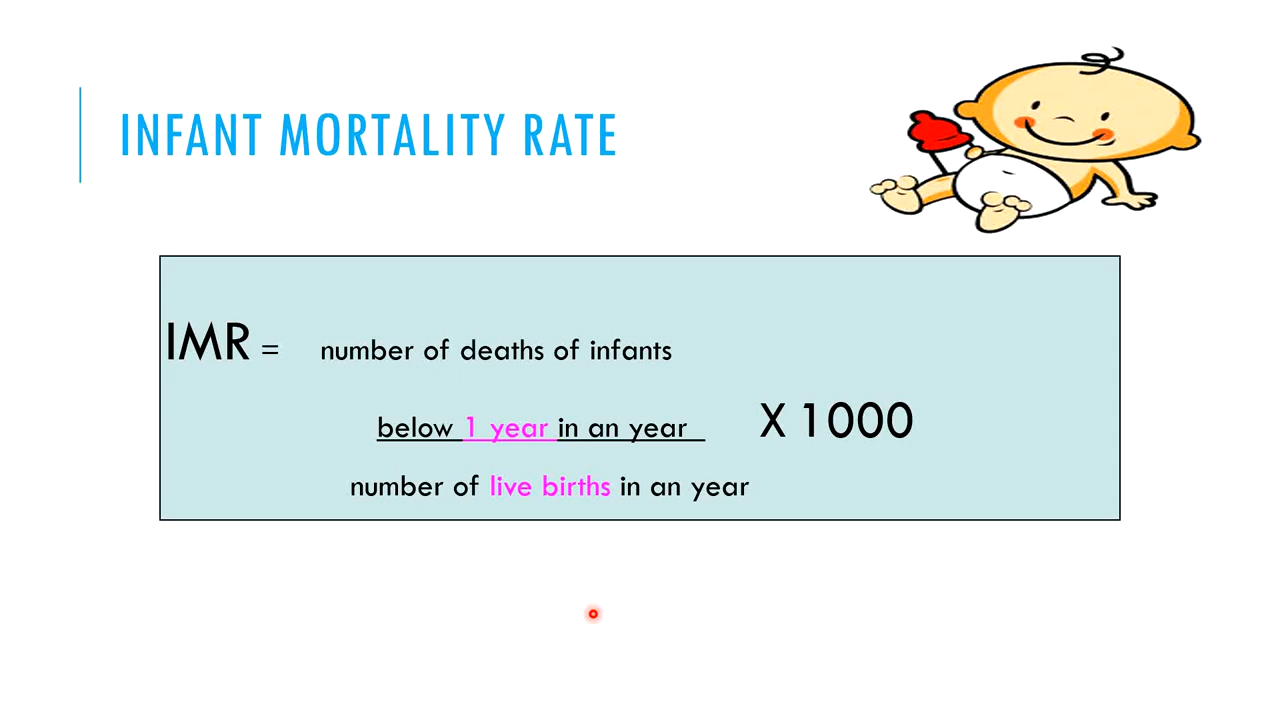 INFANT MORTALITY RATE
IMR = number of deaths of infants
below 1 year in an year X 1000
number of live births in an year